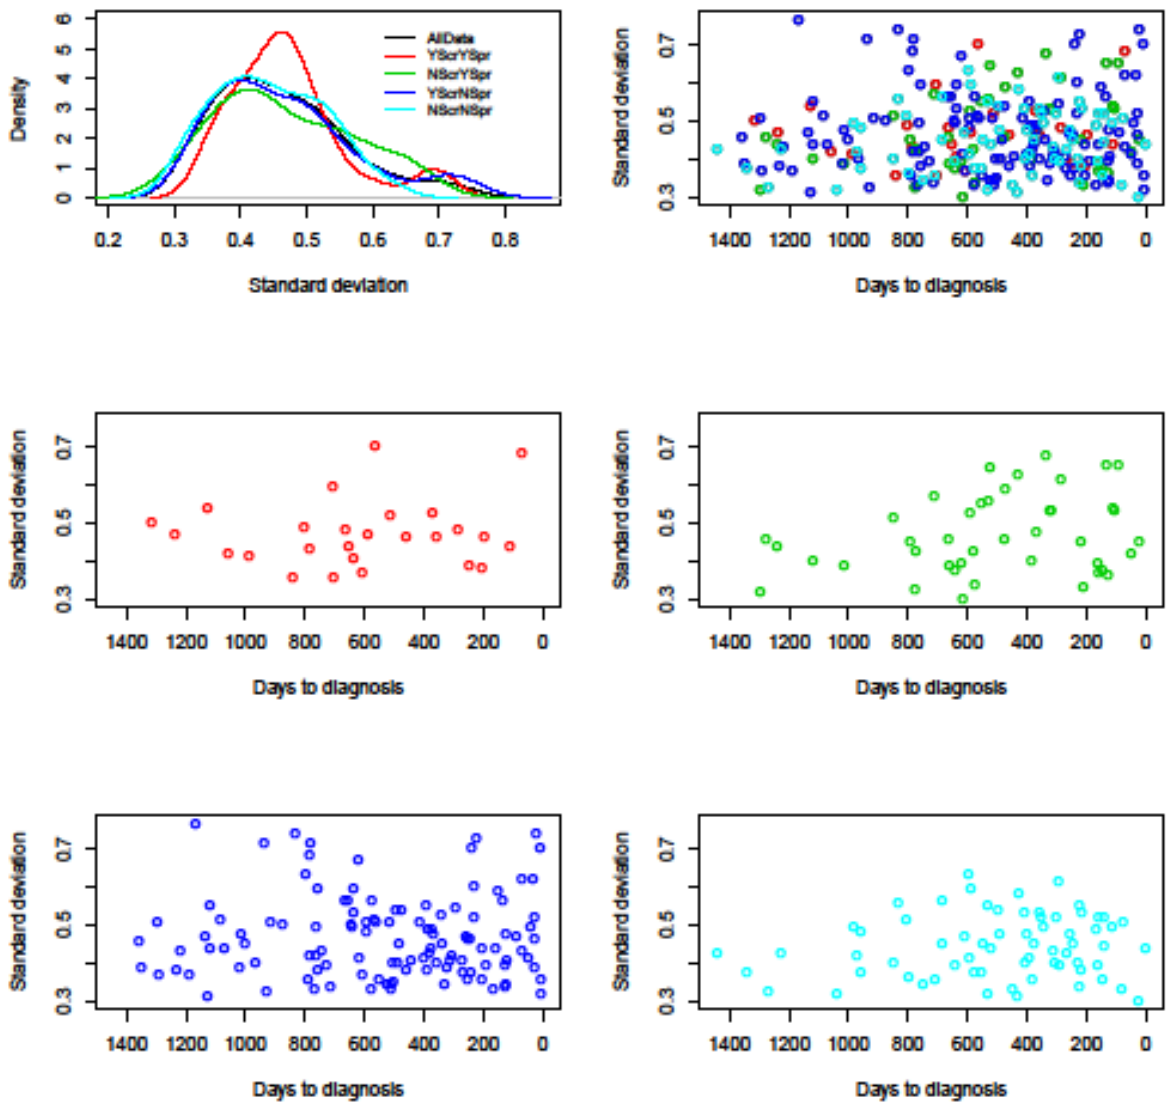 6
5
4
3
2
1
0
Density
AllData
YScrYSpr
NScrYSpr
YScrNSpr
NScrNSpr
0.2 0.3 0.4 0.5 0.6 0.7 0.8
Standard deviation
0.7
0.5
0.3
Standard deviation
1400 1200 1000 800 600 400 200 0
Days to diagnosis
0.7
0.5
0.3
Standard deviation
1400 1200 1000 800 600 400 200 0
Days to diagnosis
0.7
0.5
0.3
Standard deviation
1400 1200 1000 800 600 400 200 0
Days to diagnosis
0.7
0.5
0.3
Standard deviation
1400 1200 1000 800 600 400 200 0
Days to diagnosis
0.7
0.5
0.3
Standard deviation
1400 1200 1000 800 600 400 200 0
Days to diagnosis